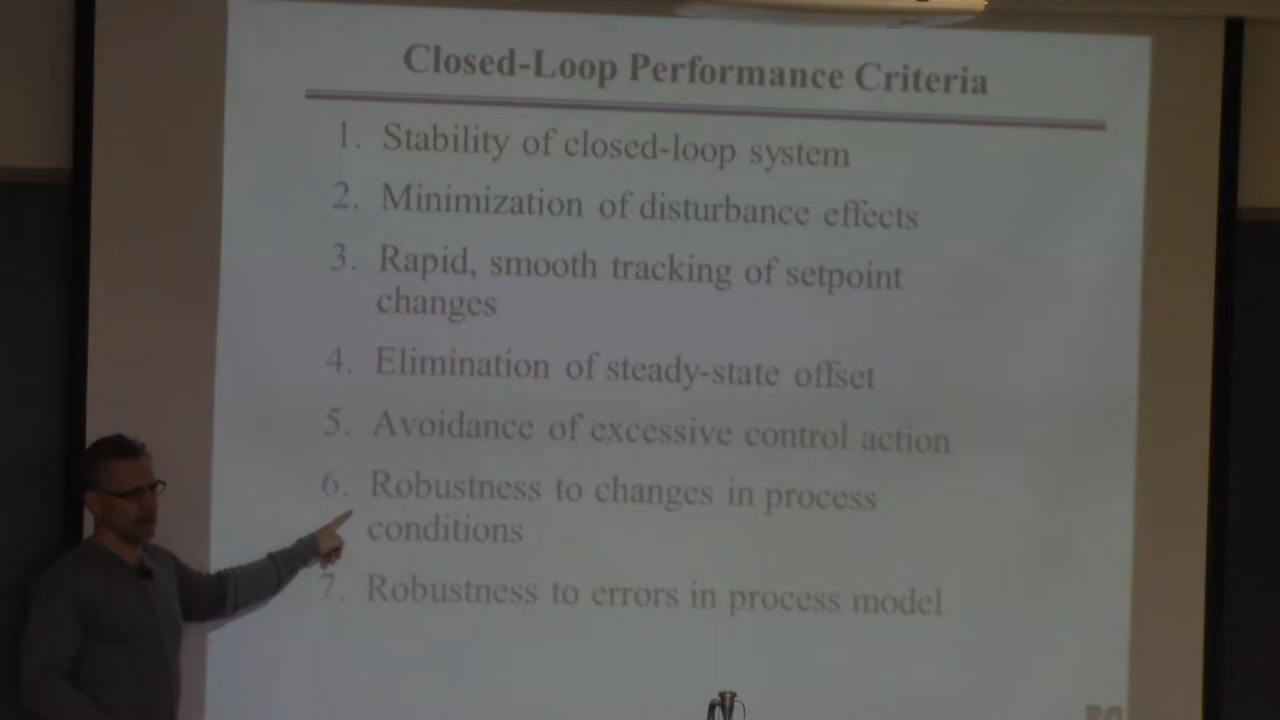 Closed-Loop Performance Criteria
1. Stability of closed-loop system
2. Minimization of disturbance effects
3. Rapid, smooth tracking of setpoint
changes
4. Elimination of steady-state offset
5. Avoidance of excessive control action
6. Robustness to changes in process
conditions
7. Robustness to errors in process model